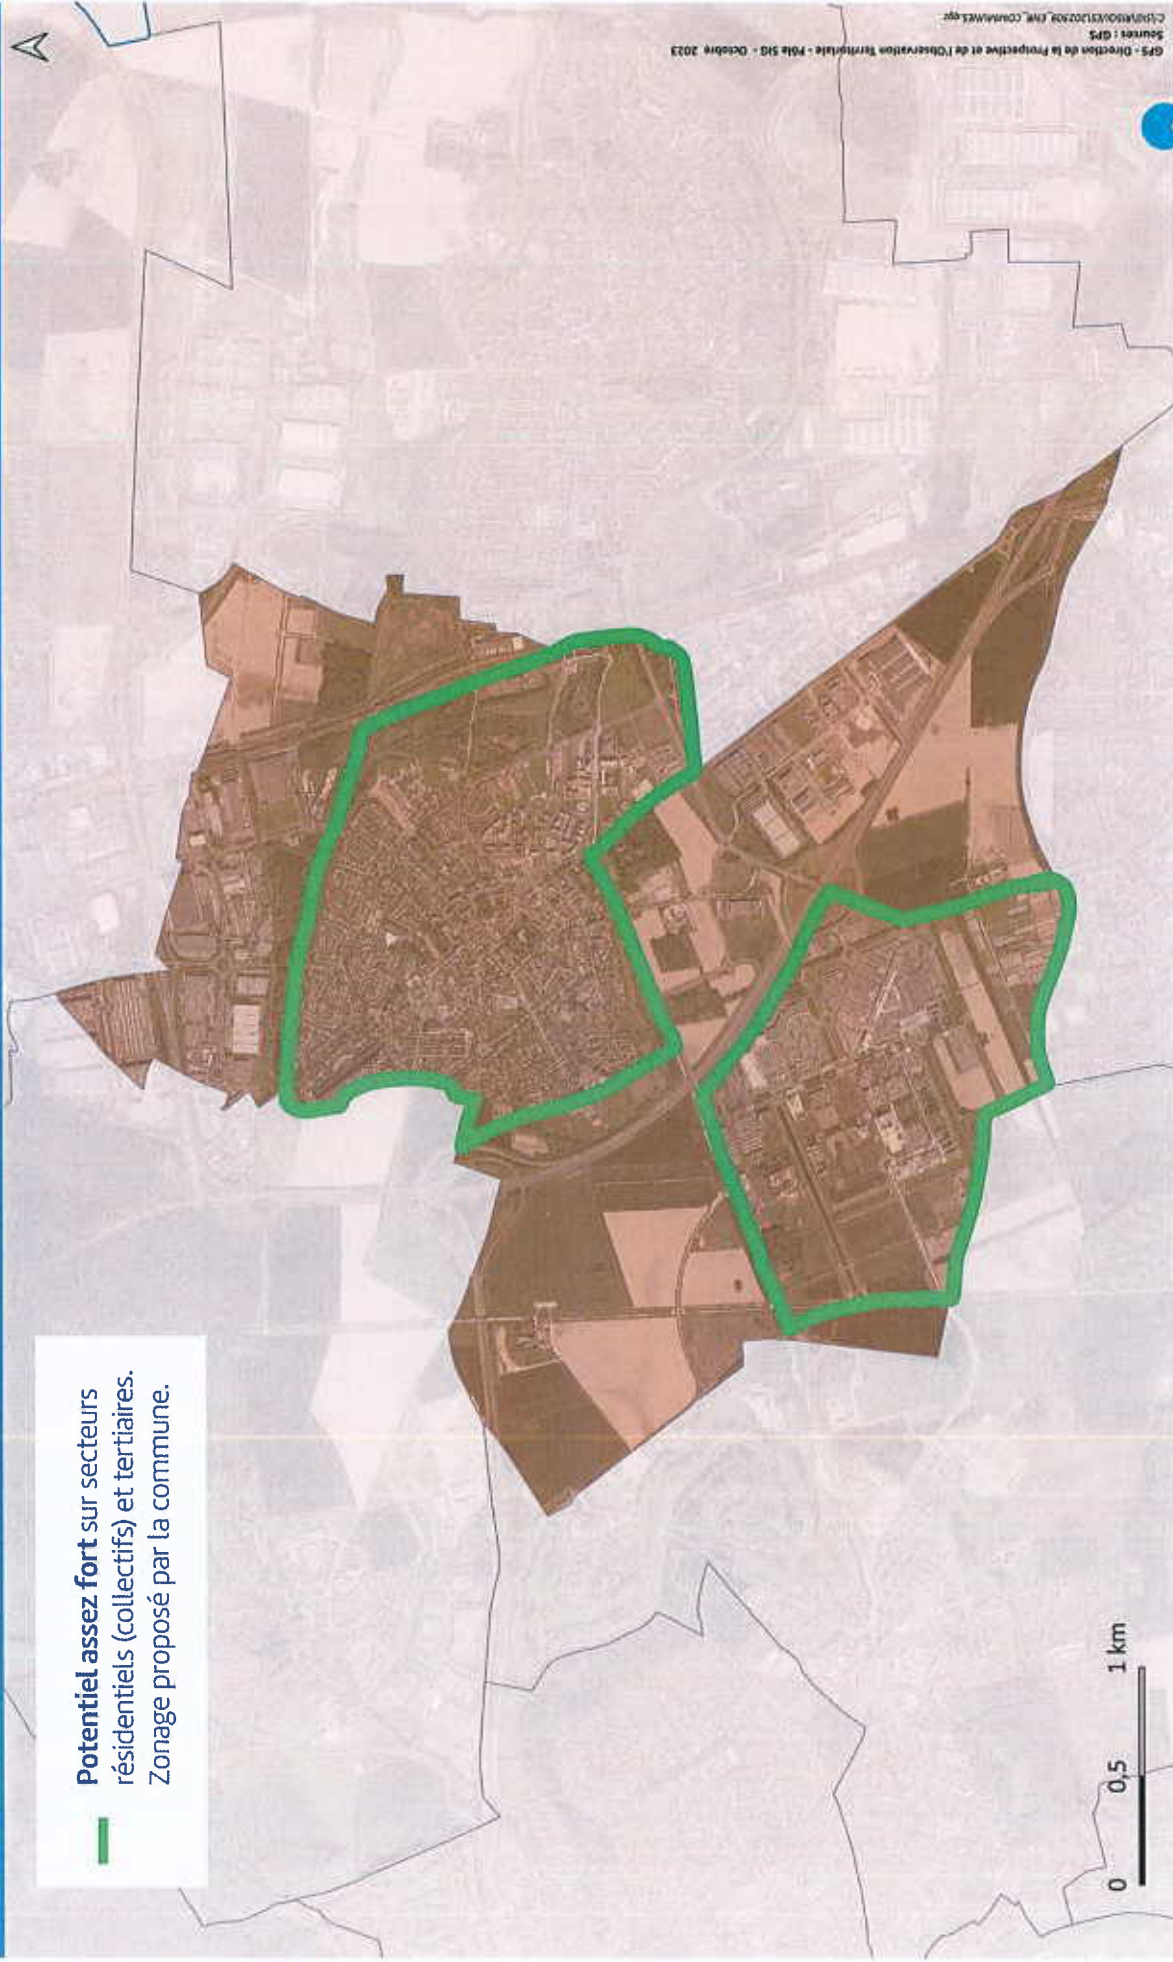 Potentiel assez fort sur secteurs
résidentiels (collectifs) et tertiaires.
Zonage proposé par la commune.
0 0,5 1 km
GPS - Direction de la Prospective et de l'Observation Territoriale - Pôle SIG - Octobre 2023
Sources : GPS